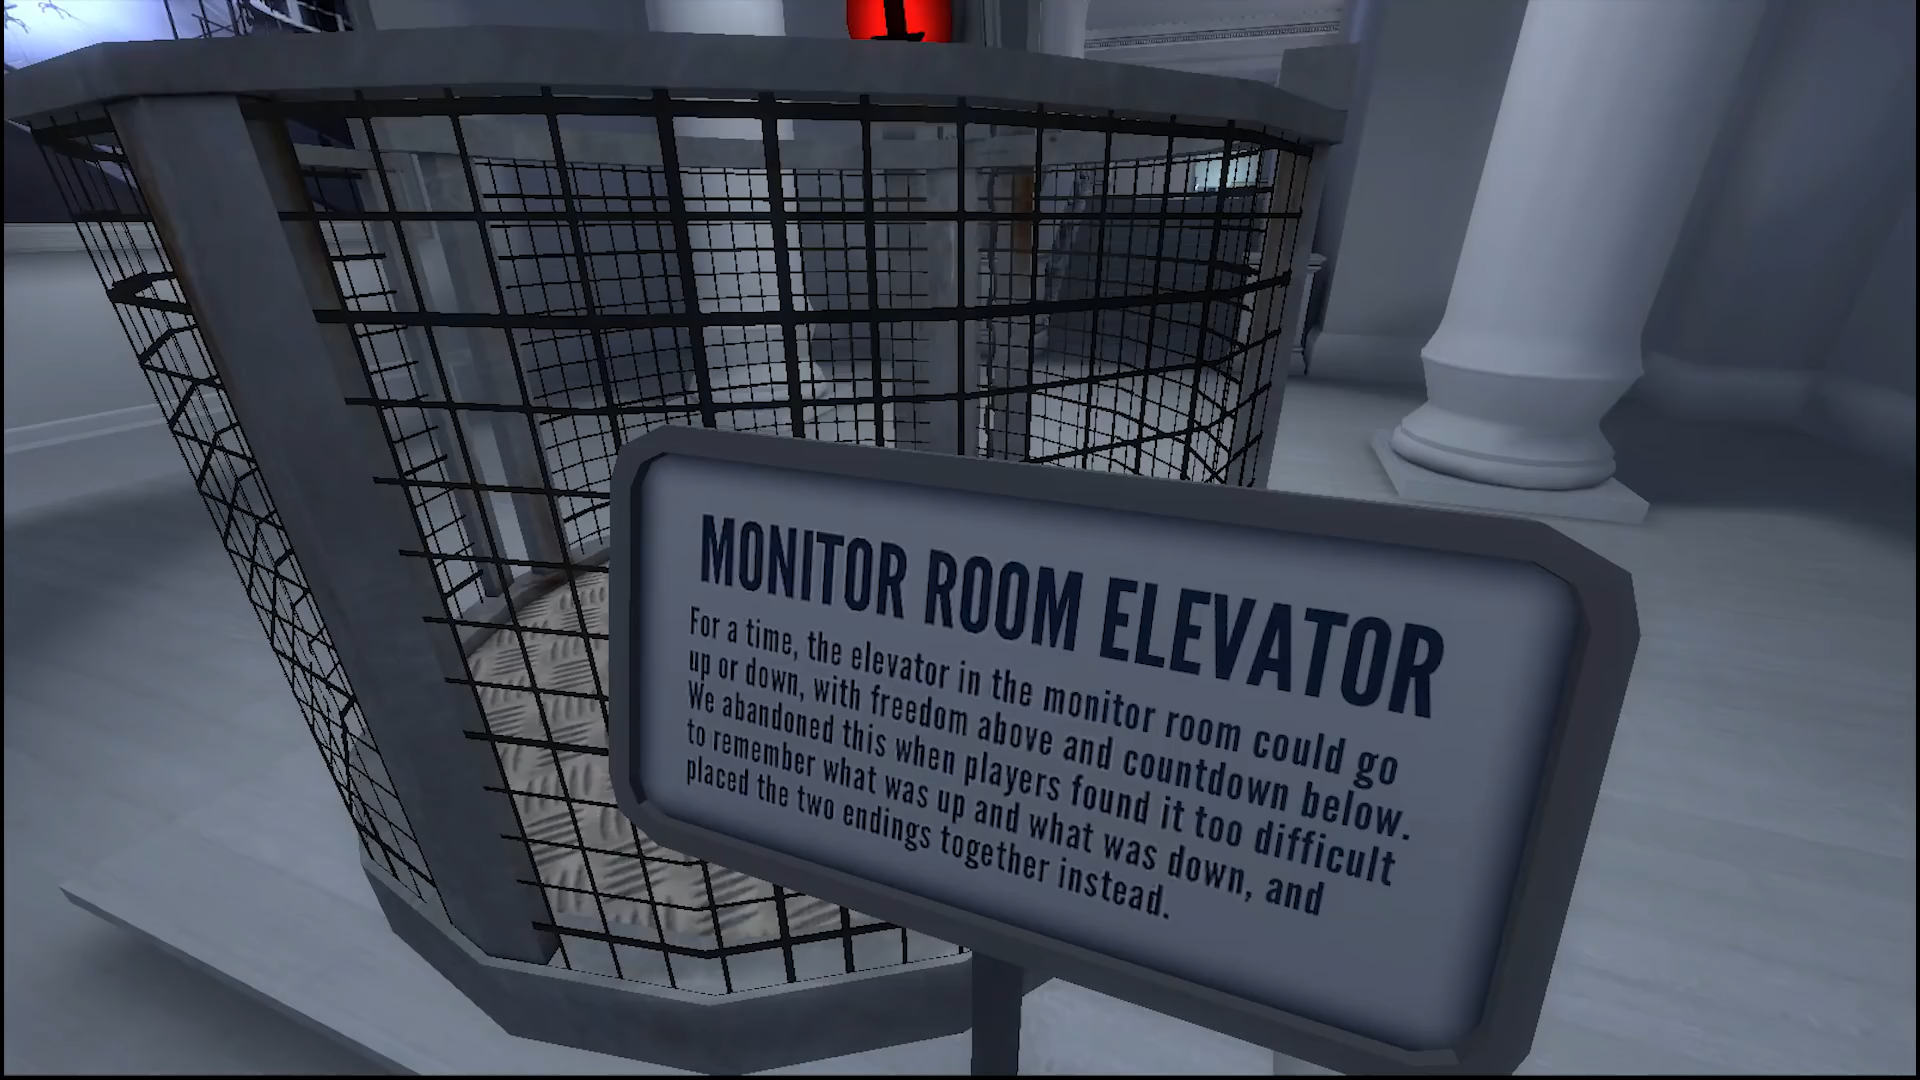 MONITOR ROOM ELEVATOR
For a time, the elevator in the monitor room could go
up or down, with freedom above and countdown below.
We abandoned this when players found it too difficult
to remember what was up and what was down, and
placed the two endings together instead.